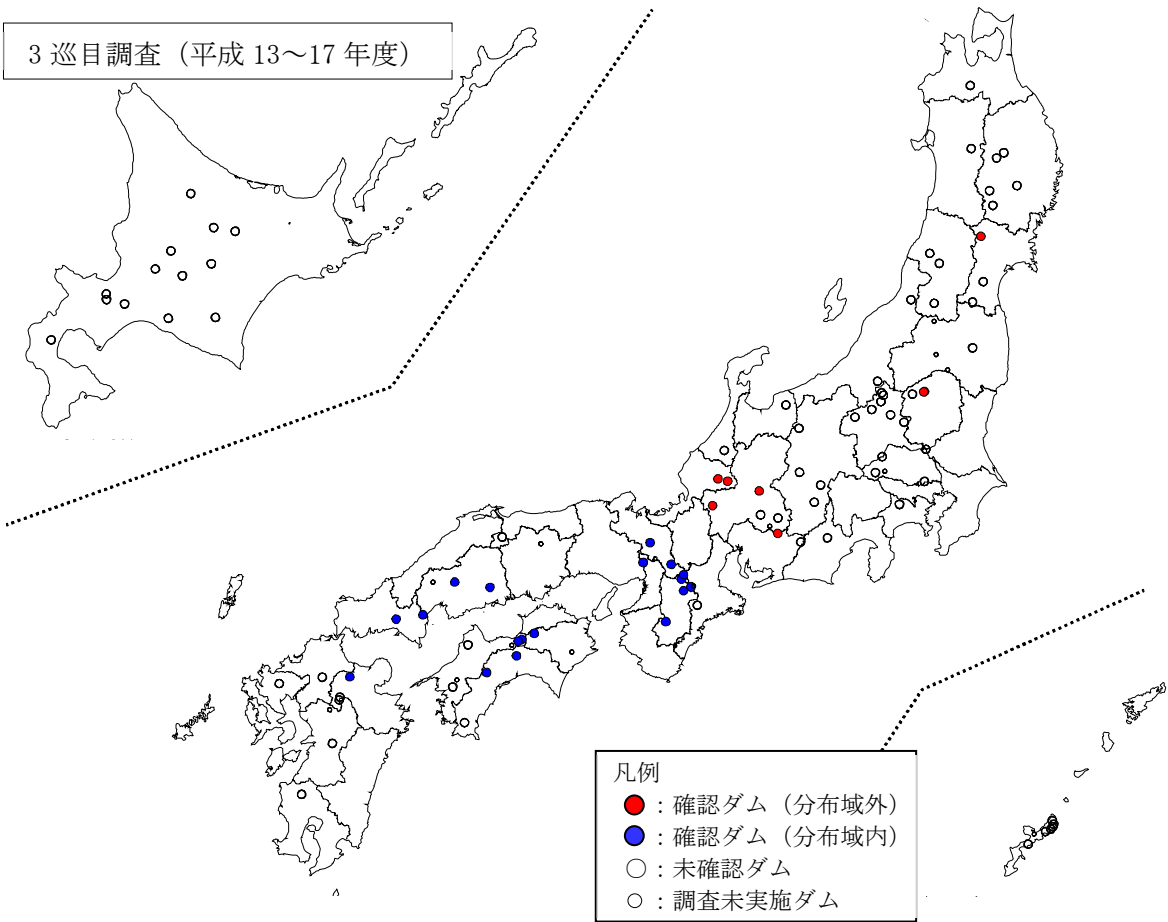 3 巡目調査（平成 13～17 年度）
凡例
：確認ダム（分布域外）
：確認ダム（分布域内）
：未確認ダム
：調査未実施ダム